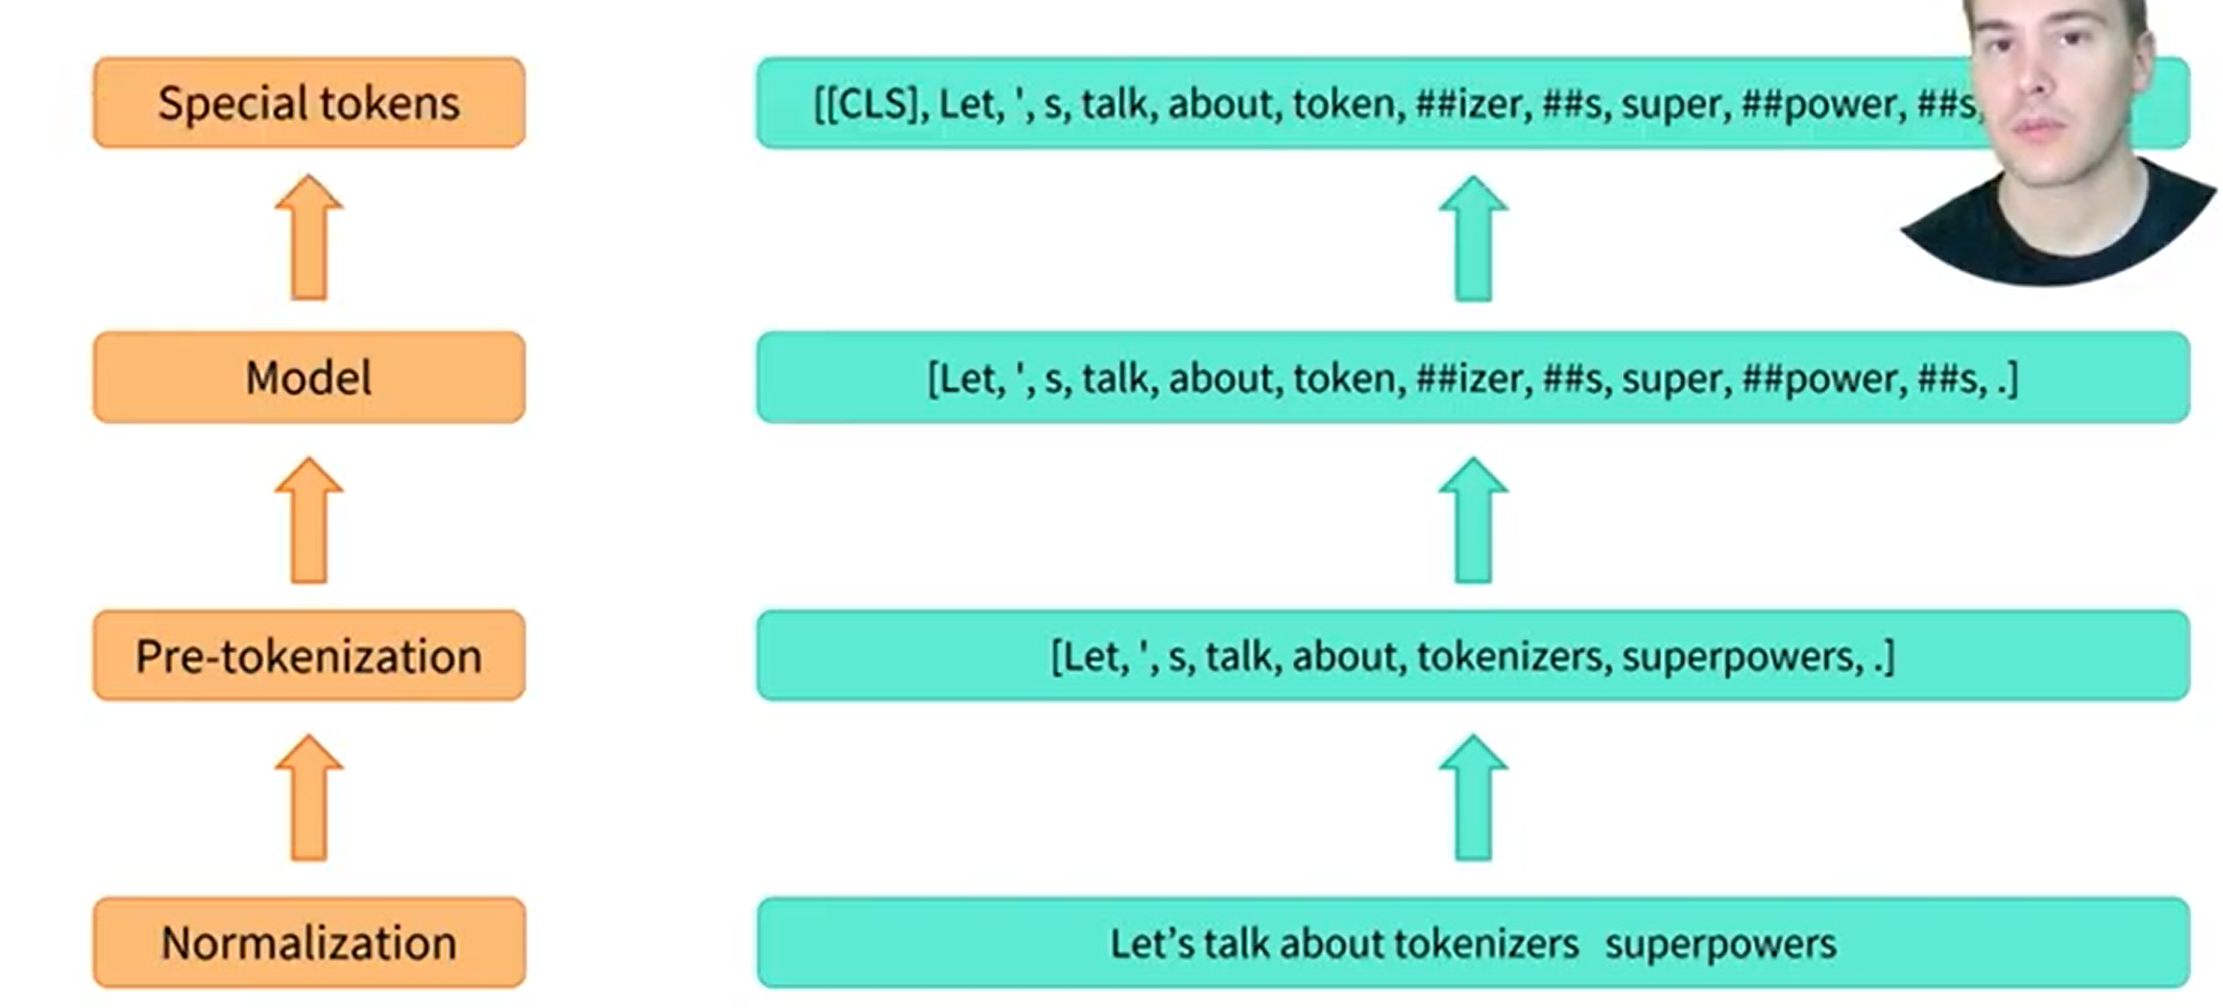 Special tokens
[[CLS], Let, ', s, talk, about, token, ##izer, ##s, super, ##power, ##s,
Model
[Let, ', s, talk, about, token, ##izer, ##s, super, ##power, ##s, .]
Pre-tokenization
[Let, ', s, talk, about, tokenizers, superpowers, .]
Normalization
Let’s talk about tokenizers superpowers